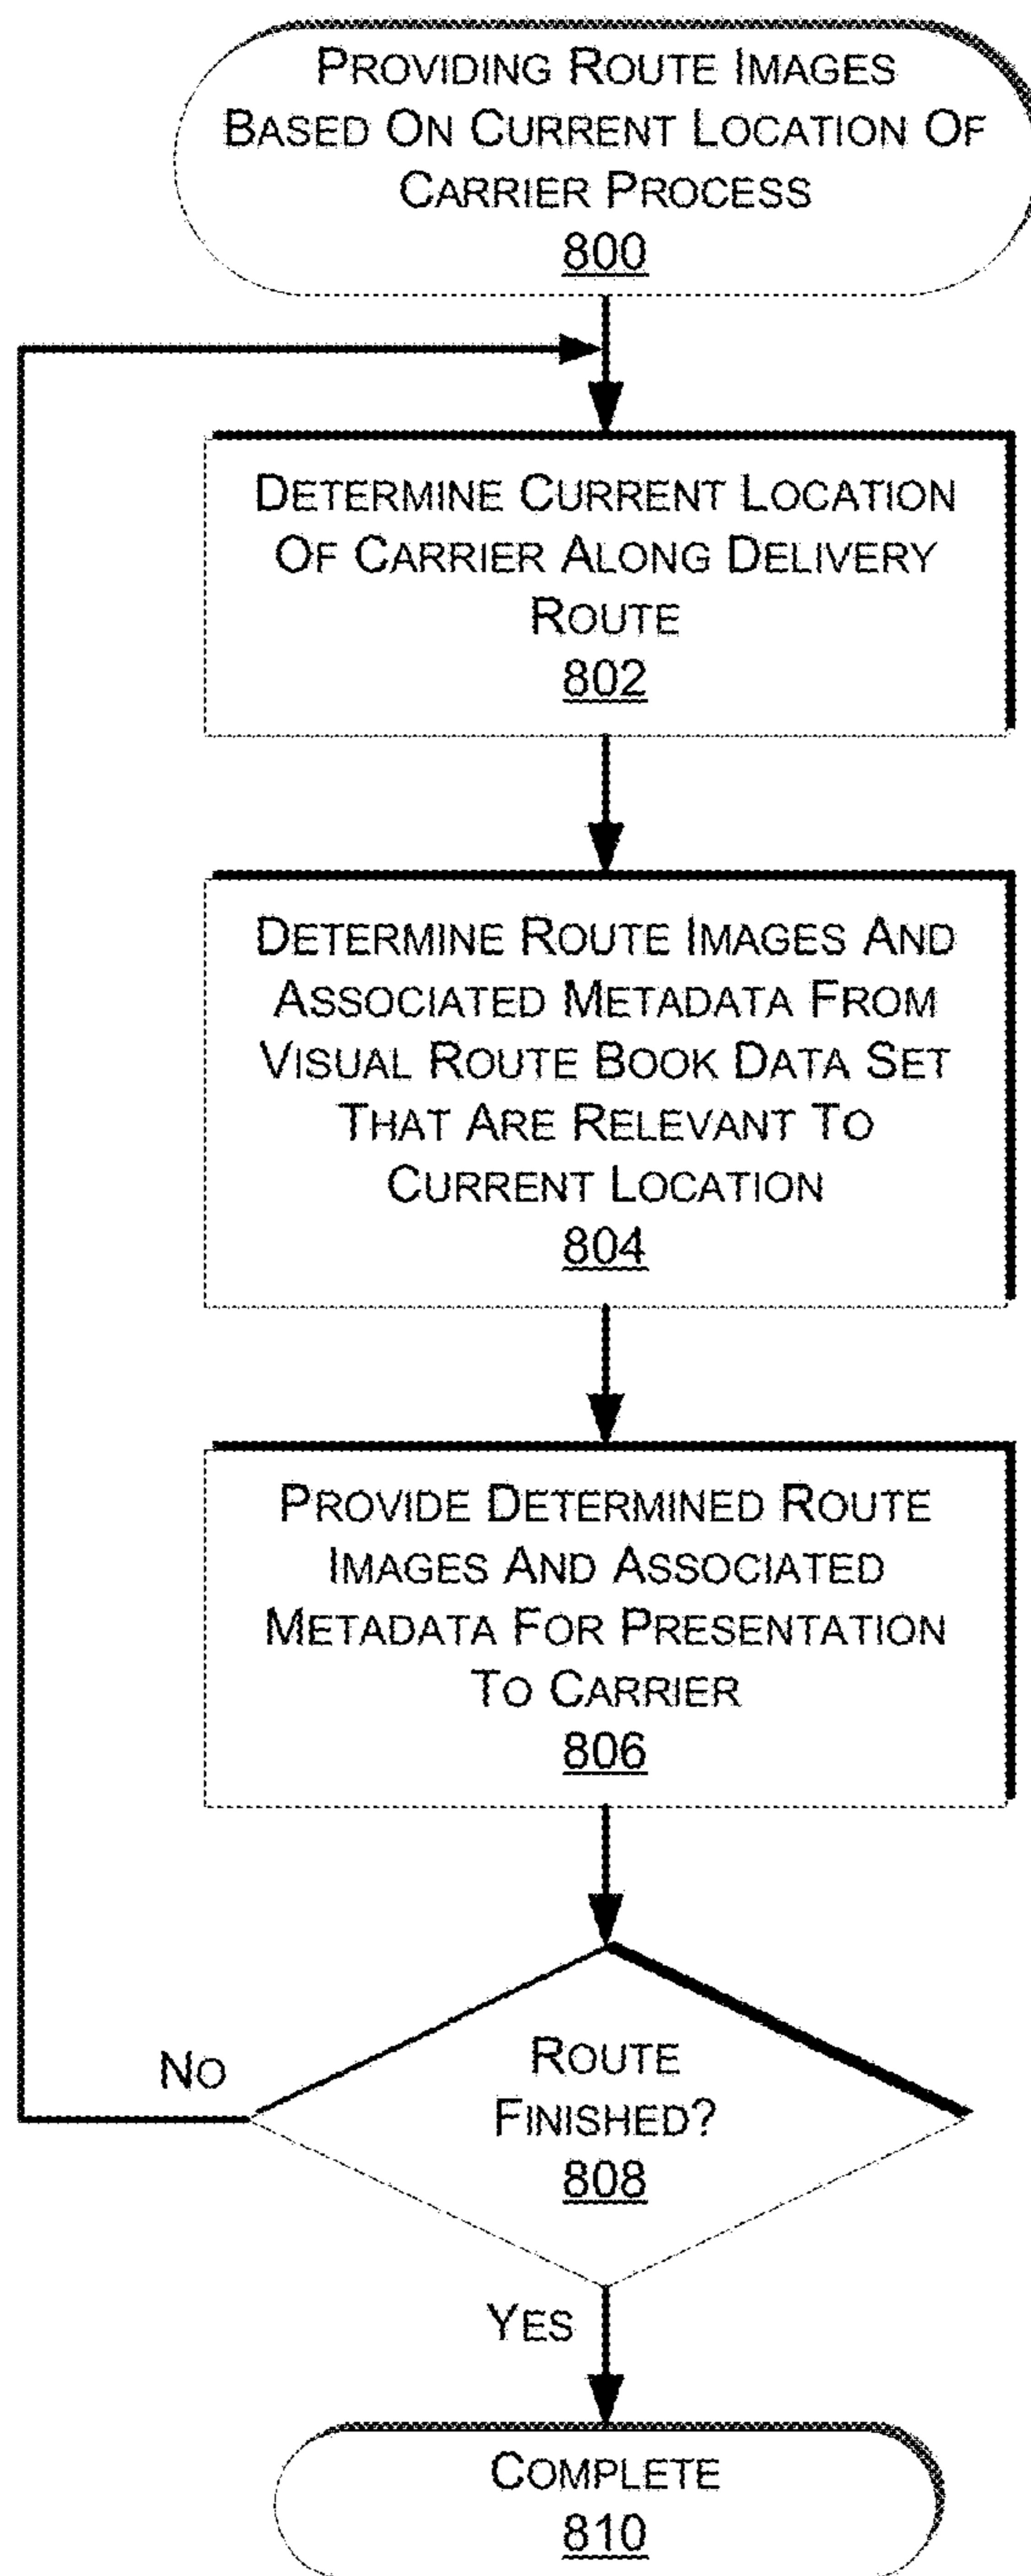 PROVIDING ROUTE IMAGES
BASED ON CURRENT LOCATION OF
CARRIER PROCESS
800
DETERMINE CURRENT LOCATION
OF CARRIER ALONG DELIVERY
ROUTE
802
DETERMINE ROUTE IMAGES AND
ASSOCIATED METADATA FROM
VISUAL ROUTE BOOK DATA SET
THAT ARE RELEVANT TO
CURRENT LOCATION
804
PROVIDE DETERMINED ROUTE
IMAGES AND ASSOCIATED
METADATA FOR PRESENTATION
TO CARRIER
806
NO
ROUTE
FINISHED?
808
YES
COMPLETE
810